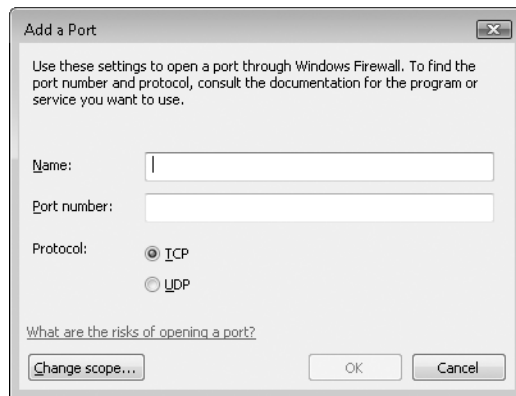 Add a Port
Use these settings to open a port through Windows Firewall. To find the
port number and protocol, consult the documentation for the program or
service you want to use.
Name:
Port number:
Protocol:
TCP
UDP
What are the risks of opening a port?
Change scope...
OK
Cancel